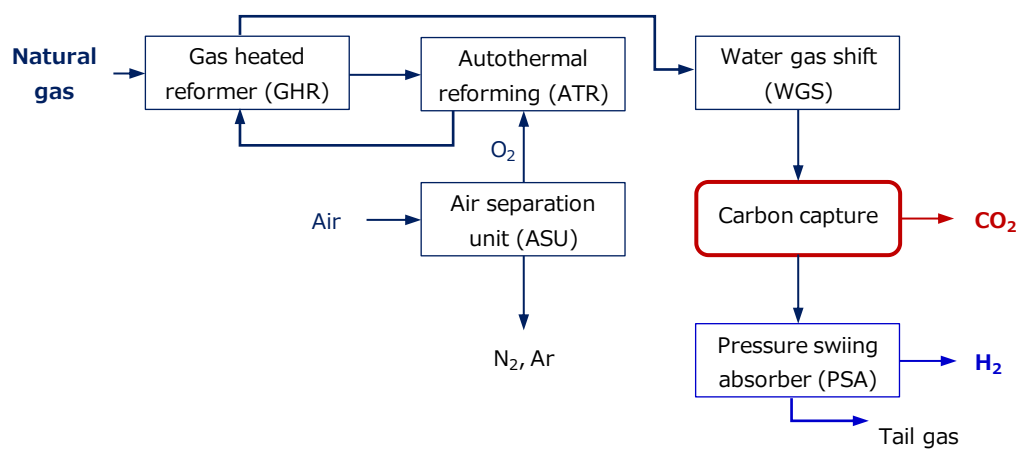 Natural
gas
Gas heated
reformer (GHR)
Autothermal
reforming (ATR)
Water gas shift
(WGS)
O₂
Air
Air separation
unit (ASU)
Carbon capture
CO₂
N₂, Ar
Pressure swiing
absorber (PSA)
H₂
Tail gas